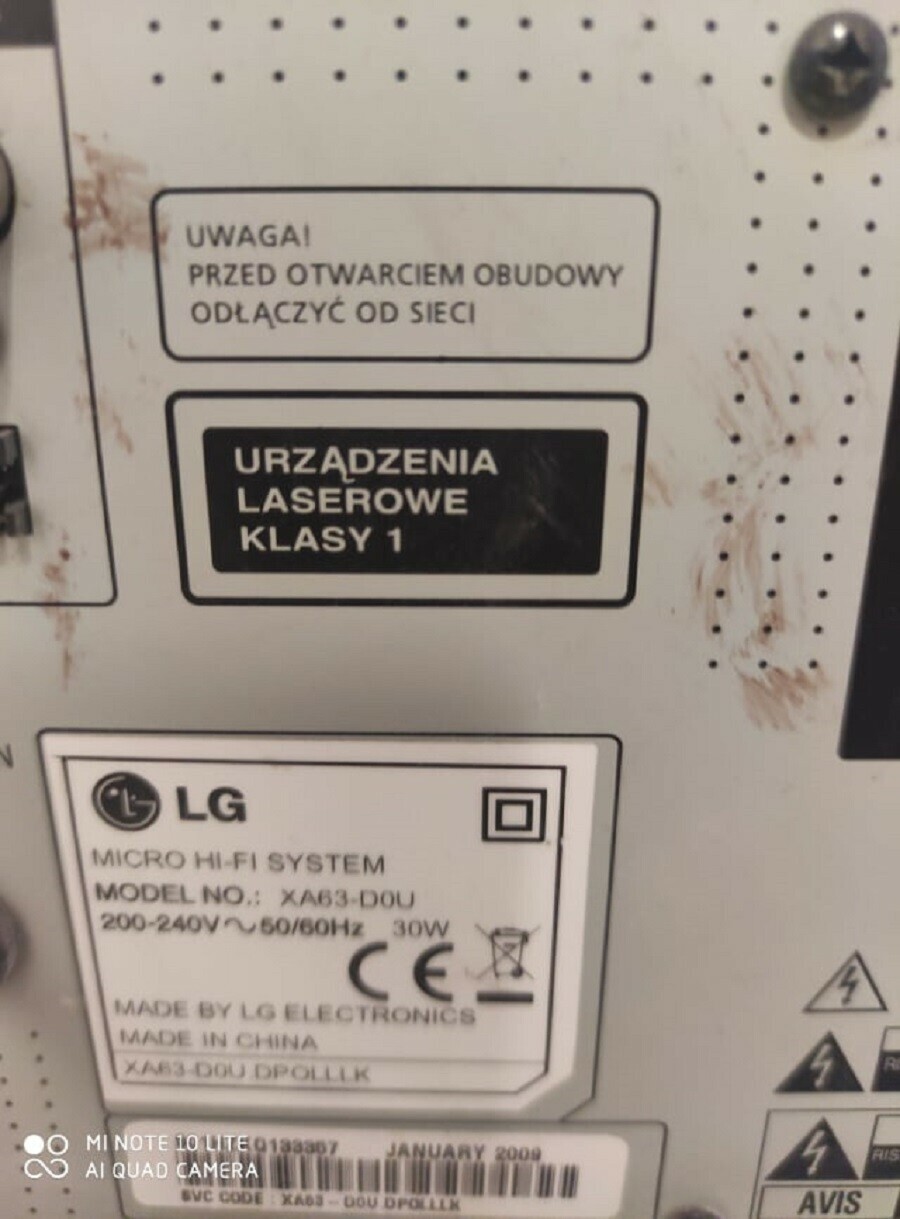 UWAGA!
PRZED OTWARCIEM OBUDOWY
ODŁĄCZYĆ OD SIECI
URZĄDZENIA
LASEROWE
KLASY 1
N
LG
MICRO HI-FI SYSTEM
MODEL NO.: XA63-D0U
200-240V~50/60Hz 30W
CE
MADE BY LG ELECTRONICS
MADE IN CHINA
XA63-D0U.DPOLLLK
JANUARY 2009
SVC CODE : XA63 - D0U DPOLLLK
RIS
AVIS
MI NOTE 10 LITE
AI QUAD CAMERA